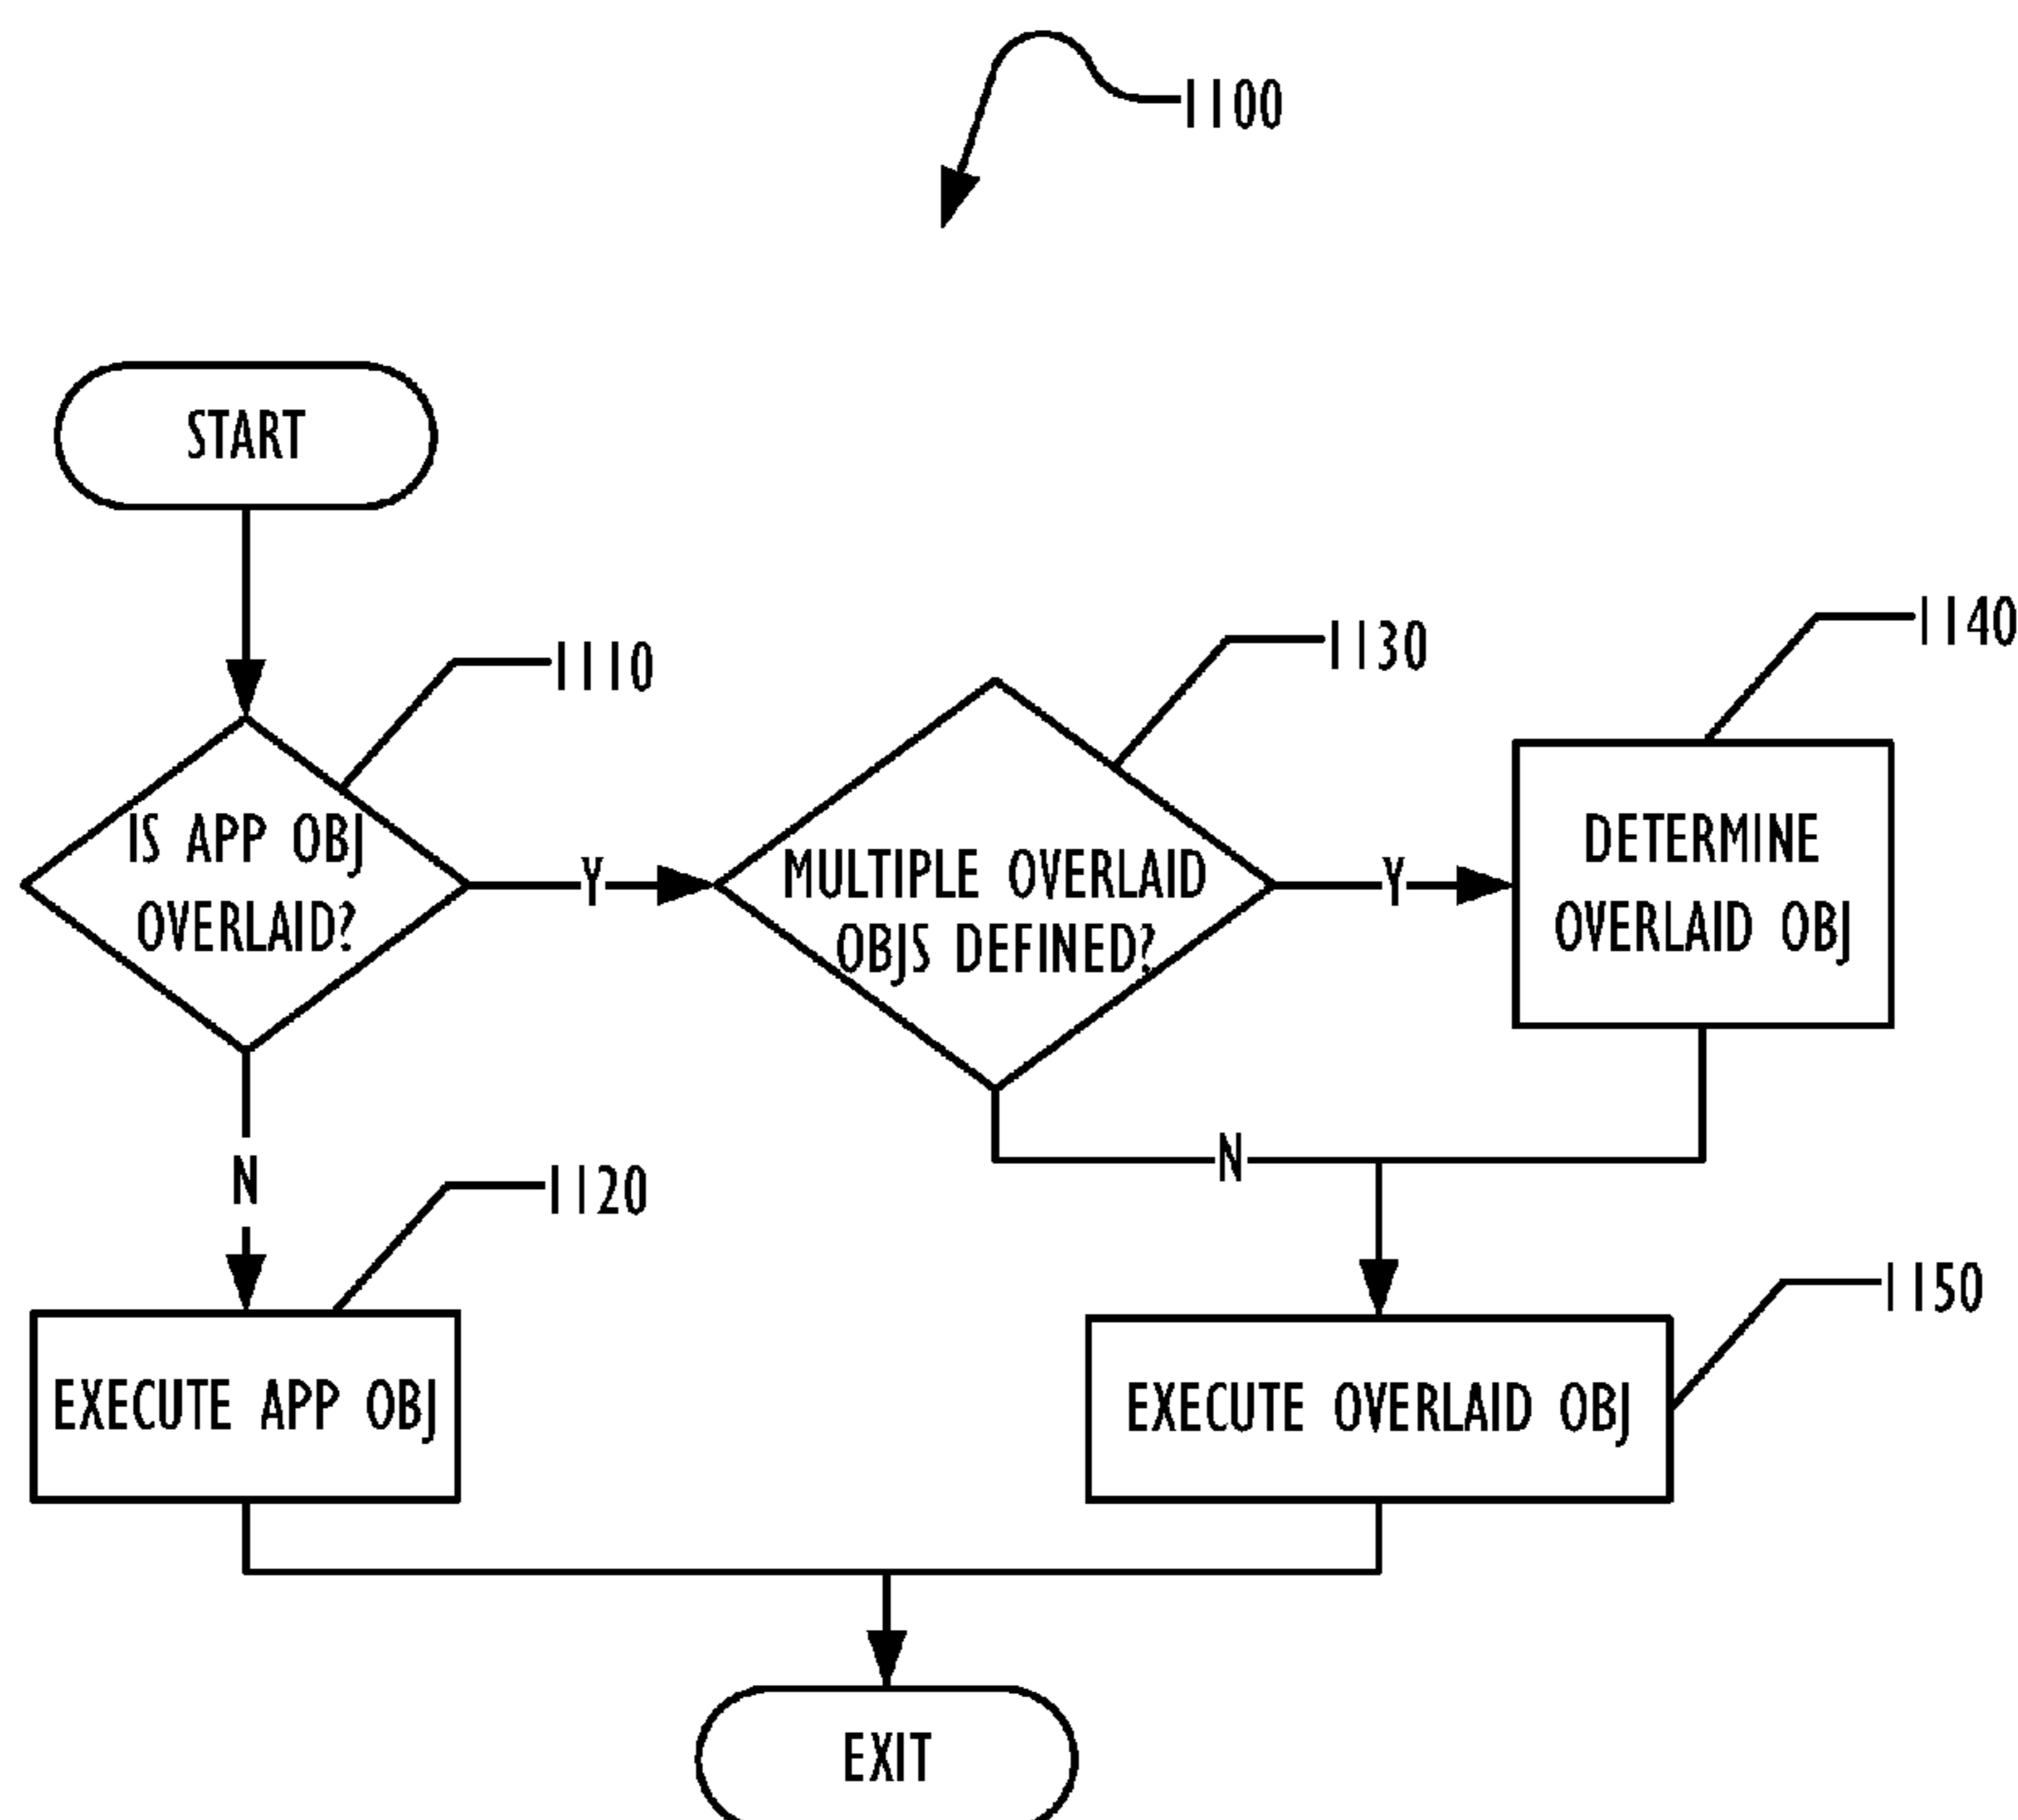 1100
START
1110
1130
1140
IS APP OBJ
OVERLAID?
Y
MULTIPLE OVERLAID
OBJS DEFINED?
Y
DETERMINE
OVERLAID OBJ
N
N
1120
1150
EXECUTE APP OBJ
EXECUTE OVERLAID OBJ
EXIT